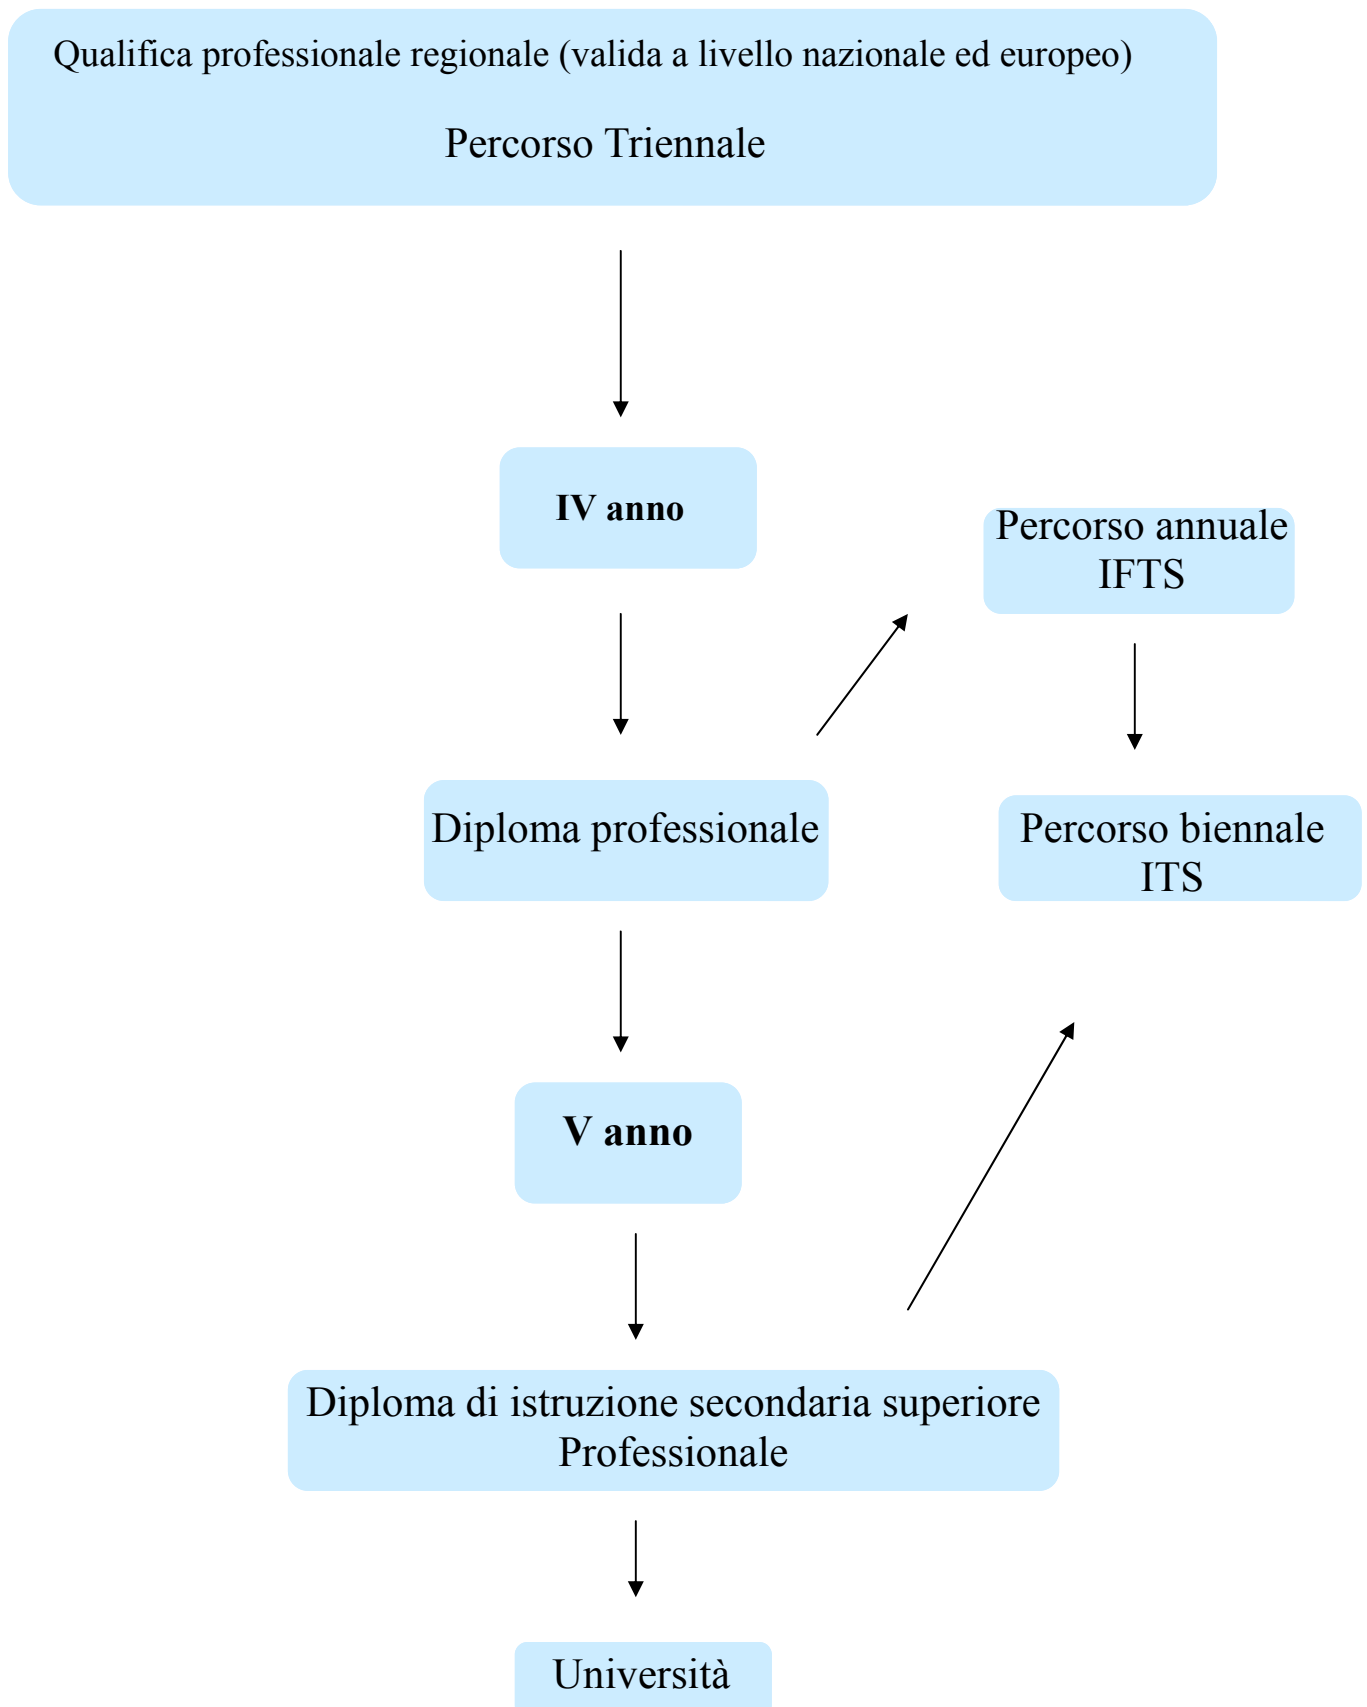 Qualifica professionale regionale (valida a livello nazionale ed europeo)
Percorso Triennale
IV anno
Percorso annuale
IFTS
Diploma professionale
Percorso biennale
ITS
V anno
Diploma di istruzione secondaria superiore
Professionale
Università